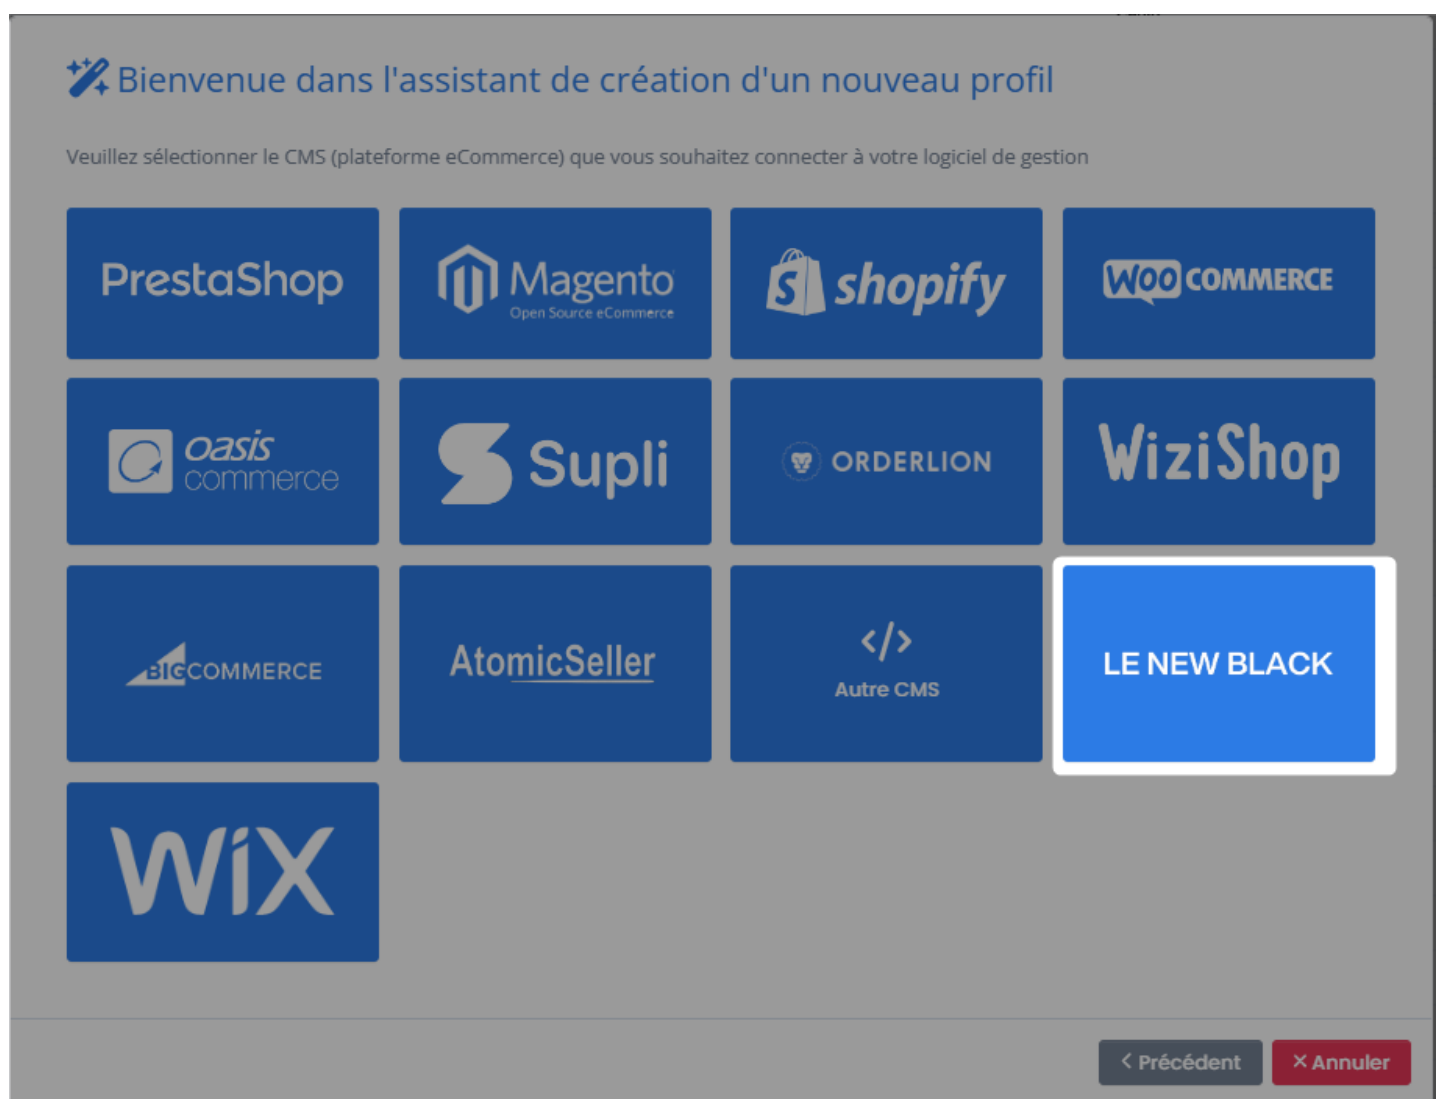 Bienvenue dans l'assistant de création d'un nouveau profil
Veuillez sélectionner le CMS (plateforme eCommerce) que vous souhaitez connecter à votre logiciel de gestion
PrestaShop
Magento
Open Source eCommerce
shopify
WOO COMMERCE
oasis
commerce
Supli
ORDERLION
WiziShop
BIGCOMMERCE
AtomicSeller
</>
Autre CMS
LE NEW BLACK
WiX
< Précédent
× Annuler